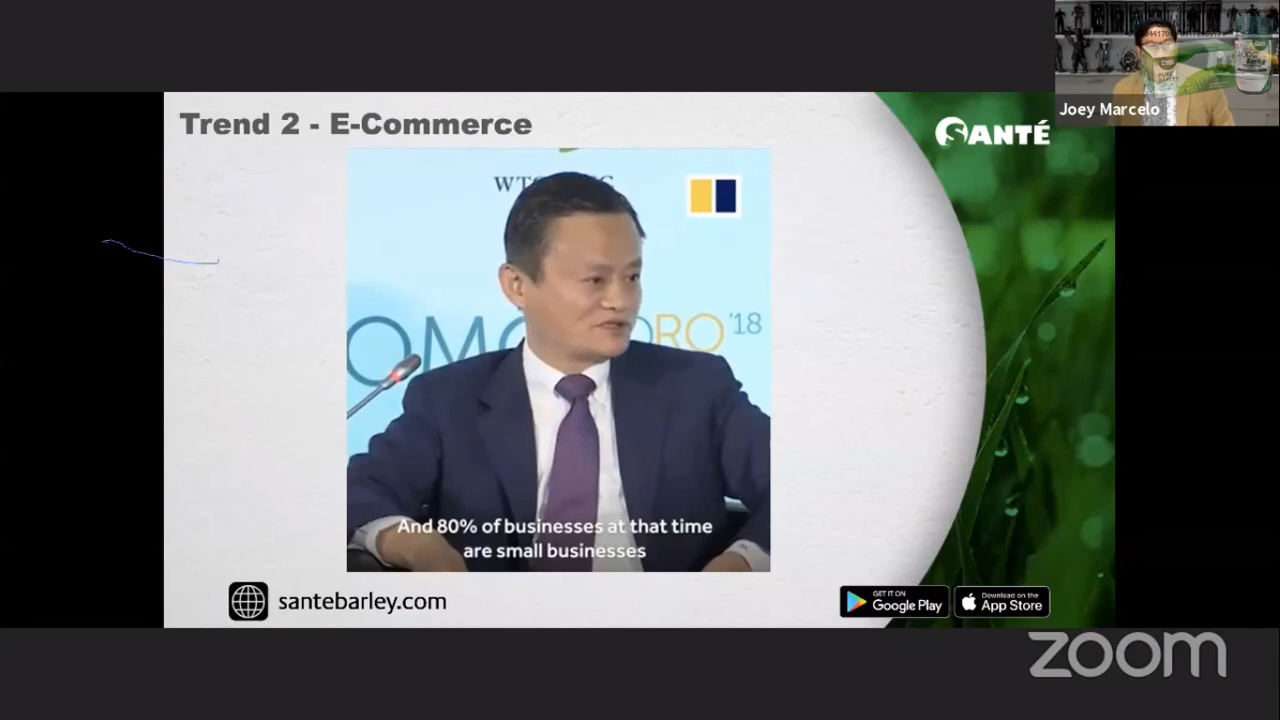 Joey Marcelo
Trend 2 - E-Commerce
SANTÉ
'18
And 80% of businesses at that time
are small businesses
santebarley.com
GET IT ON
Google Play
Download on the
App Store
zoom